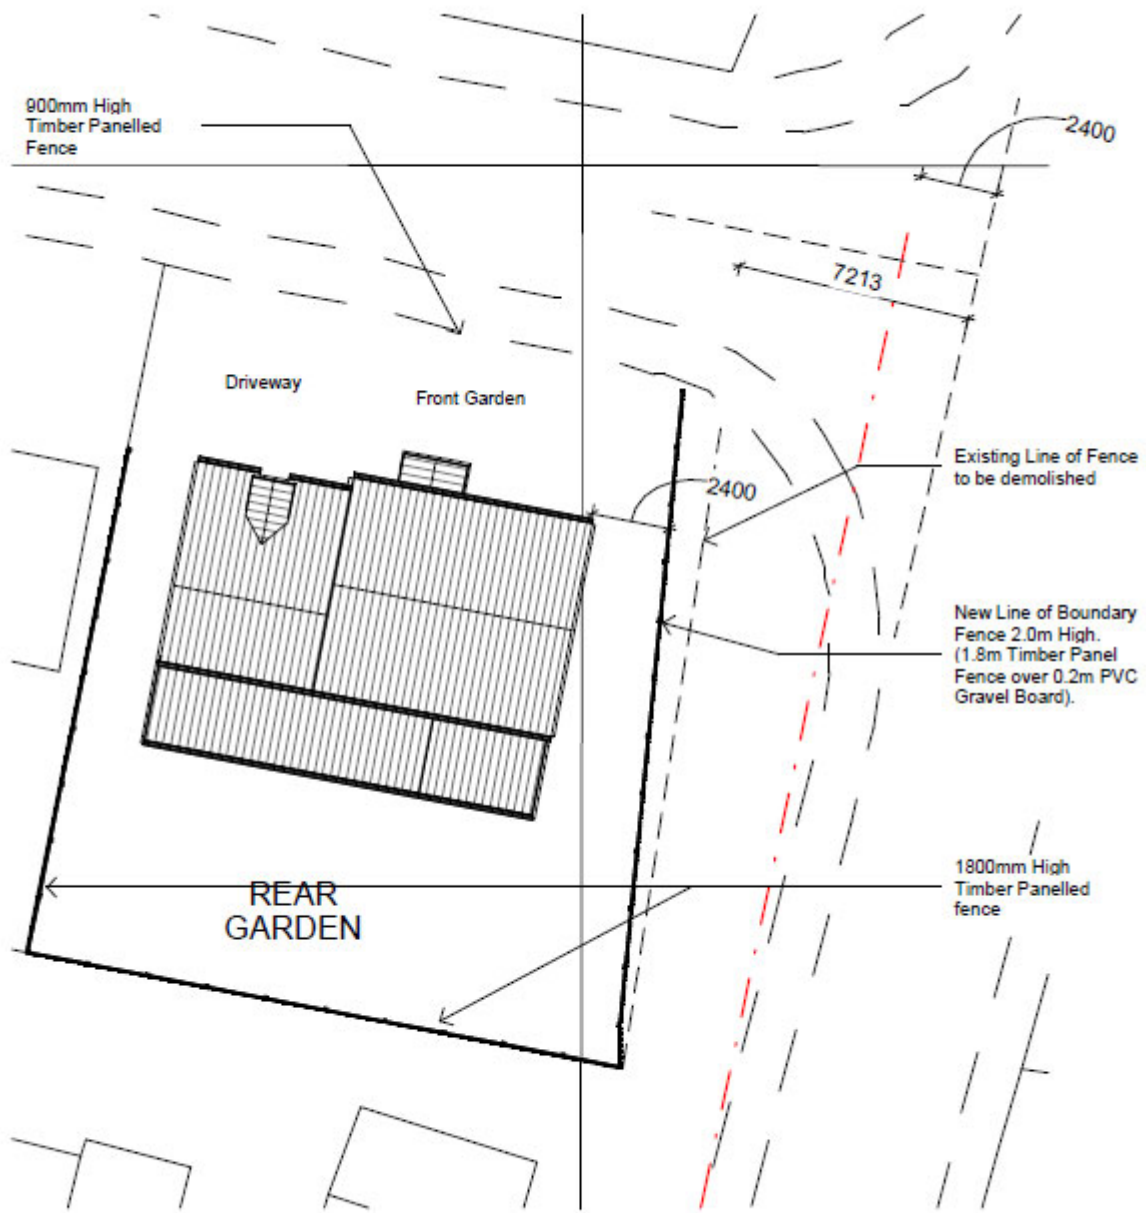 900mm High
Timber Panelled
Fence
2400
7213
Driveway
Front Garden
Existing Line of Fence
to be demolished
2400
New Line of Boundary
Fence 2.0m High.
(1.8m Timber Panel
Fence over 0.2m PVC
Gravel Board).
1800mm High
Timber Panelled
fence
REAR
GARDEN